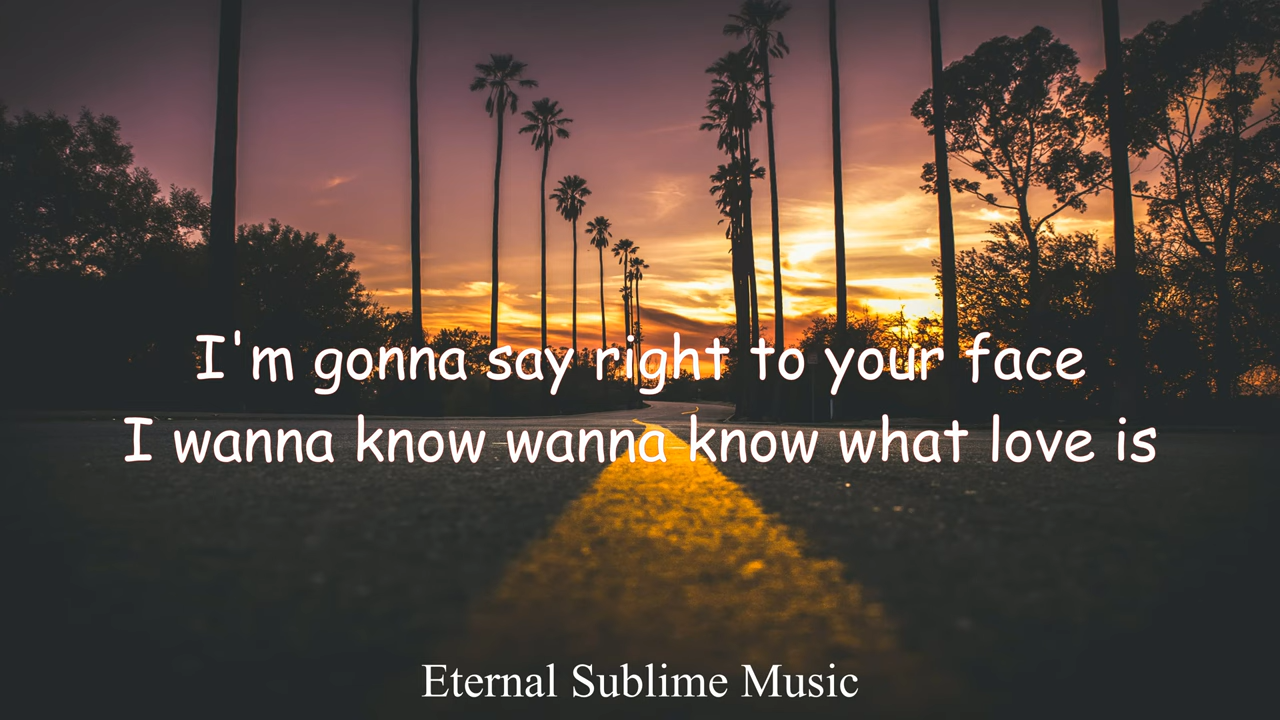 I'm gonna say right to your face
I wanna know wanna know what love is
Eternal Sublime Music